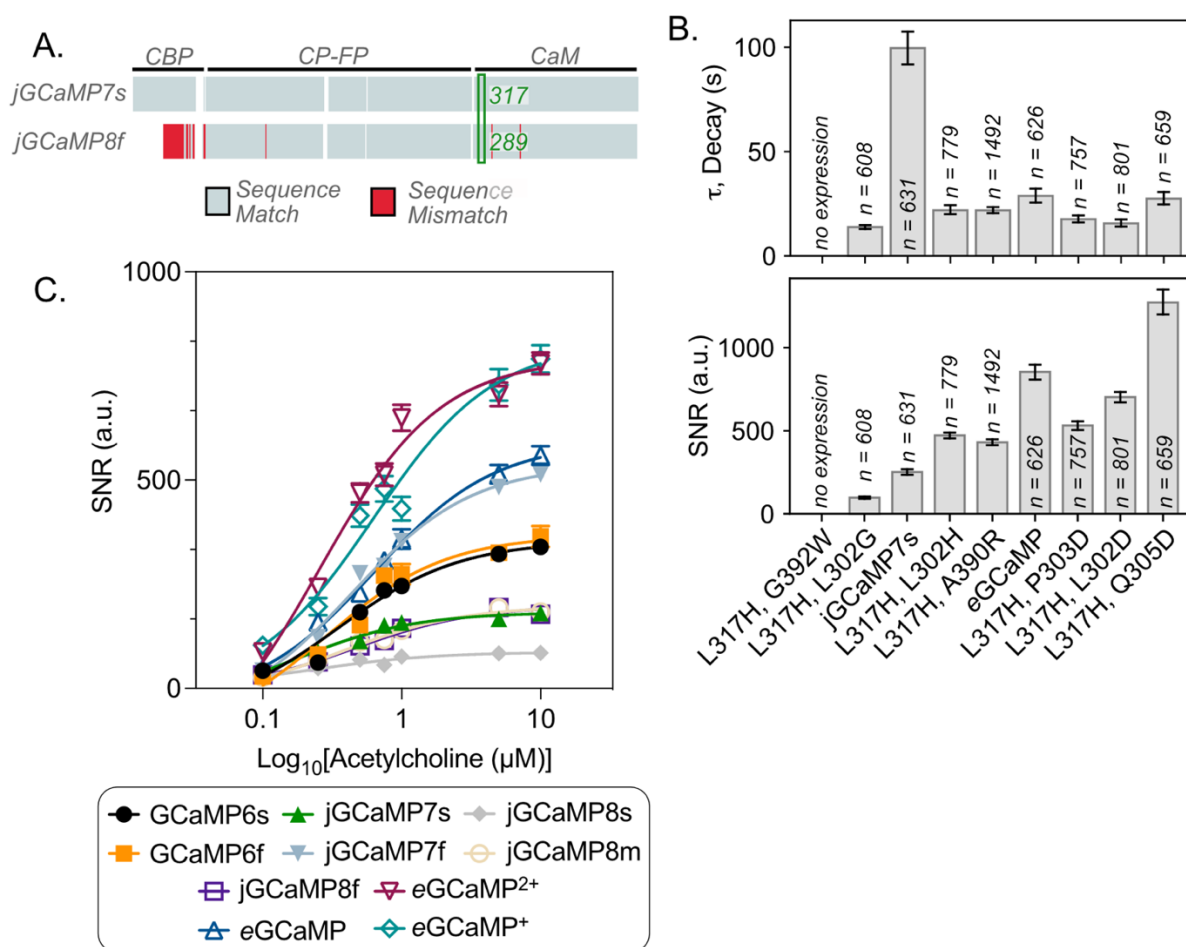 A.
CBP CP-FP CaM
jGCaMP7s
317
jGCaMP8f
289
Sequence
Match
Sequence
Mismatch
B.
τ, Decay (s)
100
50
0
no expression
n = 608
n = 631
n = 779
n = 1492
n = 626
n = 757
n = 801
n = 659
SNR (a.u.)
1000
500
0
no expression
n = 608
n = 631
n = 779
n = 1492
n = 626
n = 757
n = 801
n = 659
L317H, G392W
L317H, L302G
jGCaMP7s
L317H, L302H
L317H, A390R
eGCaMP
L317H, P303D
L317H, L302D
L317H, Q305D
C.
SNR (a.u.)
1000
500
0
0.1 1 10
Log10[Acetylcholine (µM)]
GCaMP6s jGCaMP7s jGCaMP8s
GCaMP6f jGCaMP7f jGCaMP8m
jGCaMP8f eGCaMP2+
eGCaMP eGCaMP+